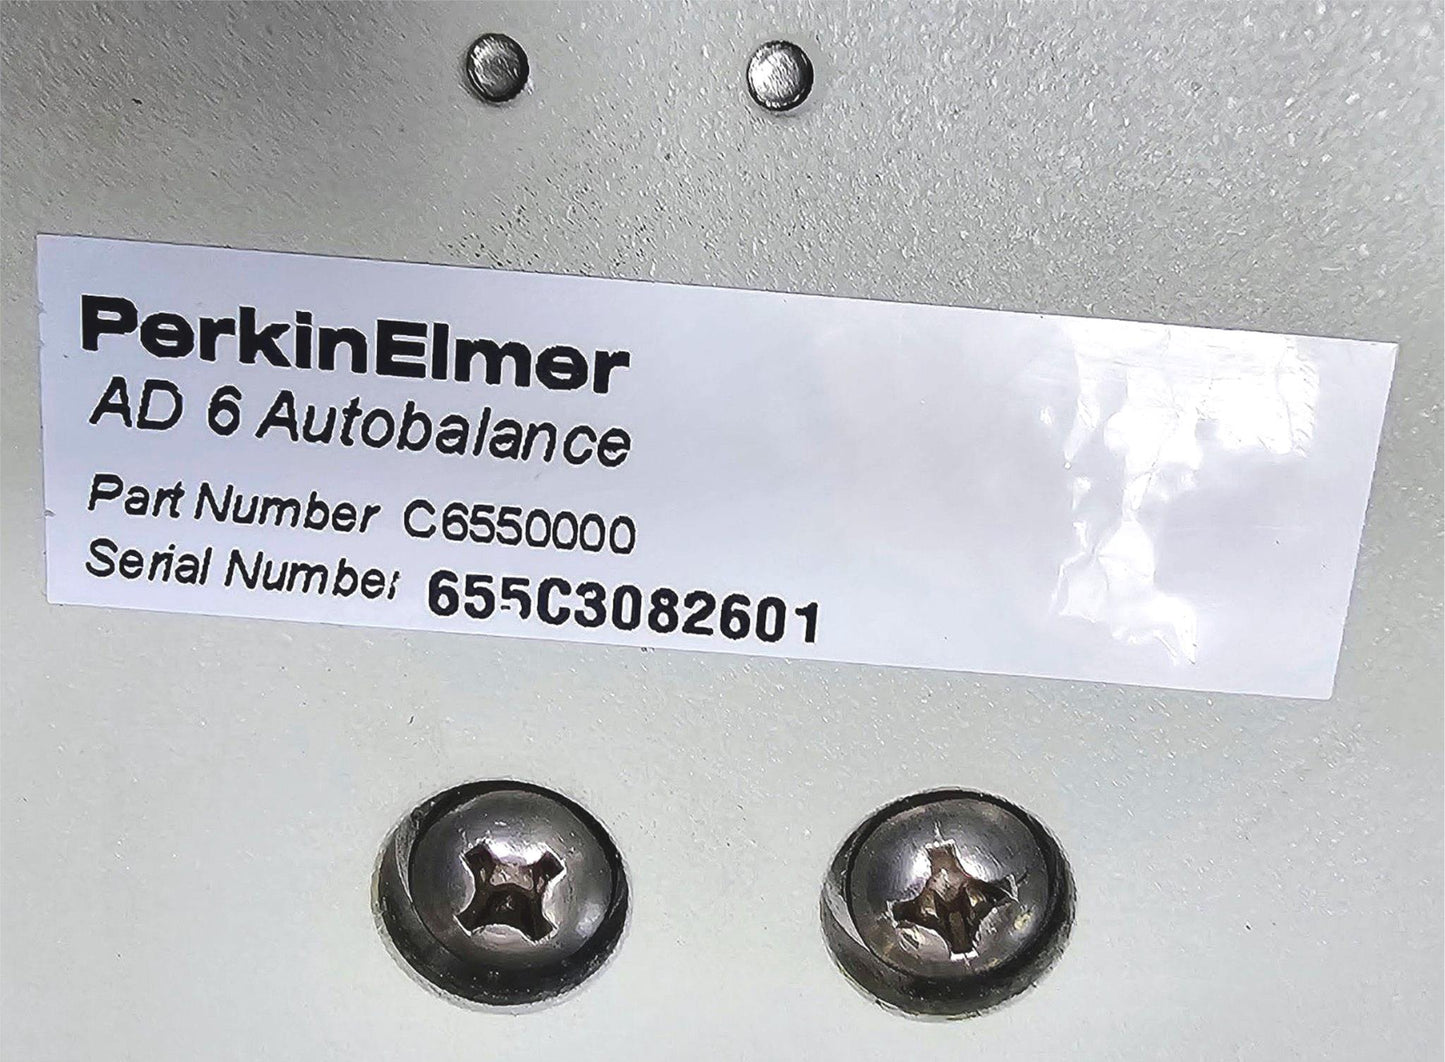 PerkinElmer
AD 6 Autobalance
Part Number C6550000
Serial Number 655C3082601